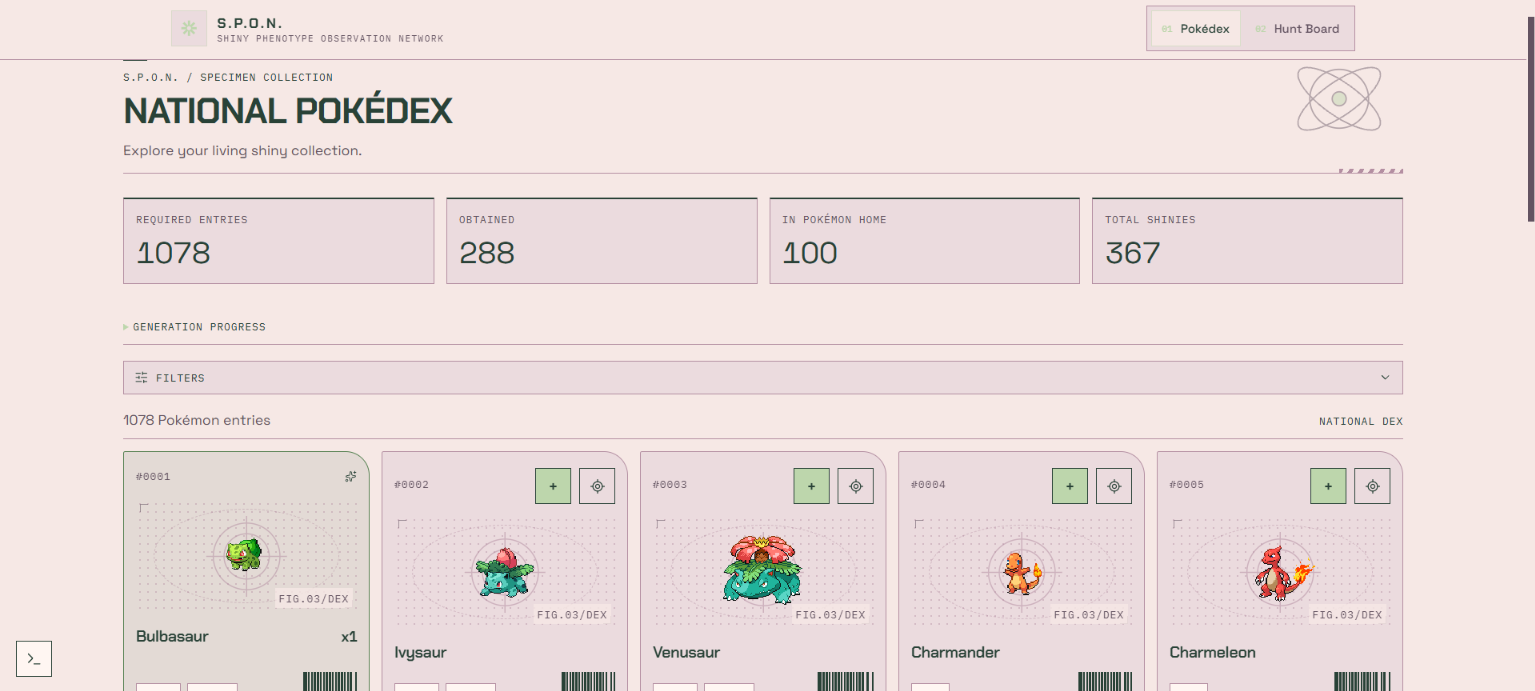 S.P.O.N.
SHINY PHENOTYPE OBSERVATION NETWORK
01 Pokédex
02 Hunt Board
S.P.O.N. / SPECIMEN COLLECTION
NATIONAL POKÉDEX
Explore your living shiny collection.
REQUIRED ENTRIES
1078
OBTAINED
288
IN POKÉMON HOME
100
TOTAL SHINIES
367
GENERATION PROGRESS
FILTERS
1078 Pokémon entries
NATIONAL DEX
#0001
#0002
+
#0003
+
#0004
+
#0005
+
FIG.03/DEX
FIG.03/DEX
FIG.03/DEX
FIG.03/DEX
FIG.03/DEX
Bulbasaur x1
Ivysaur
Venusaur
Charmander
Charmeleon